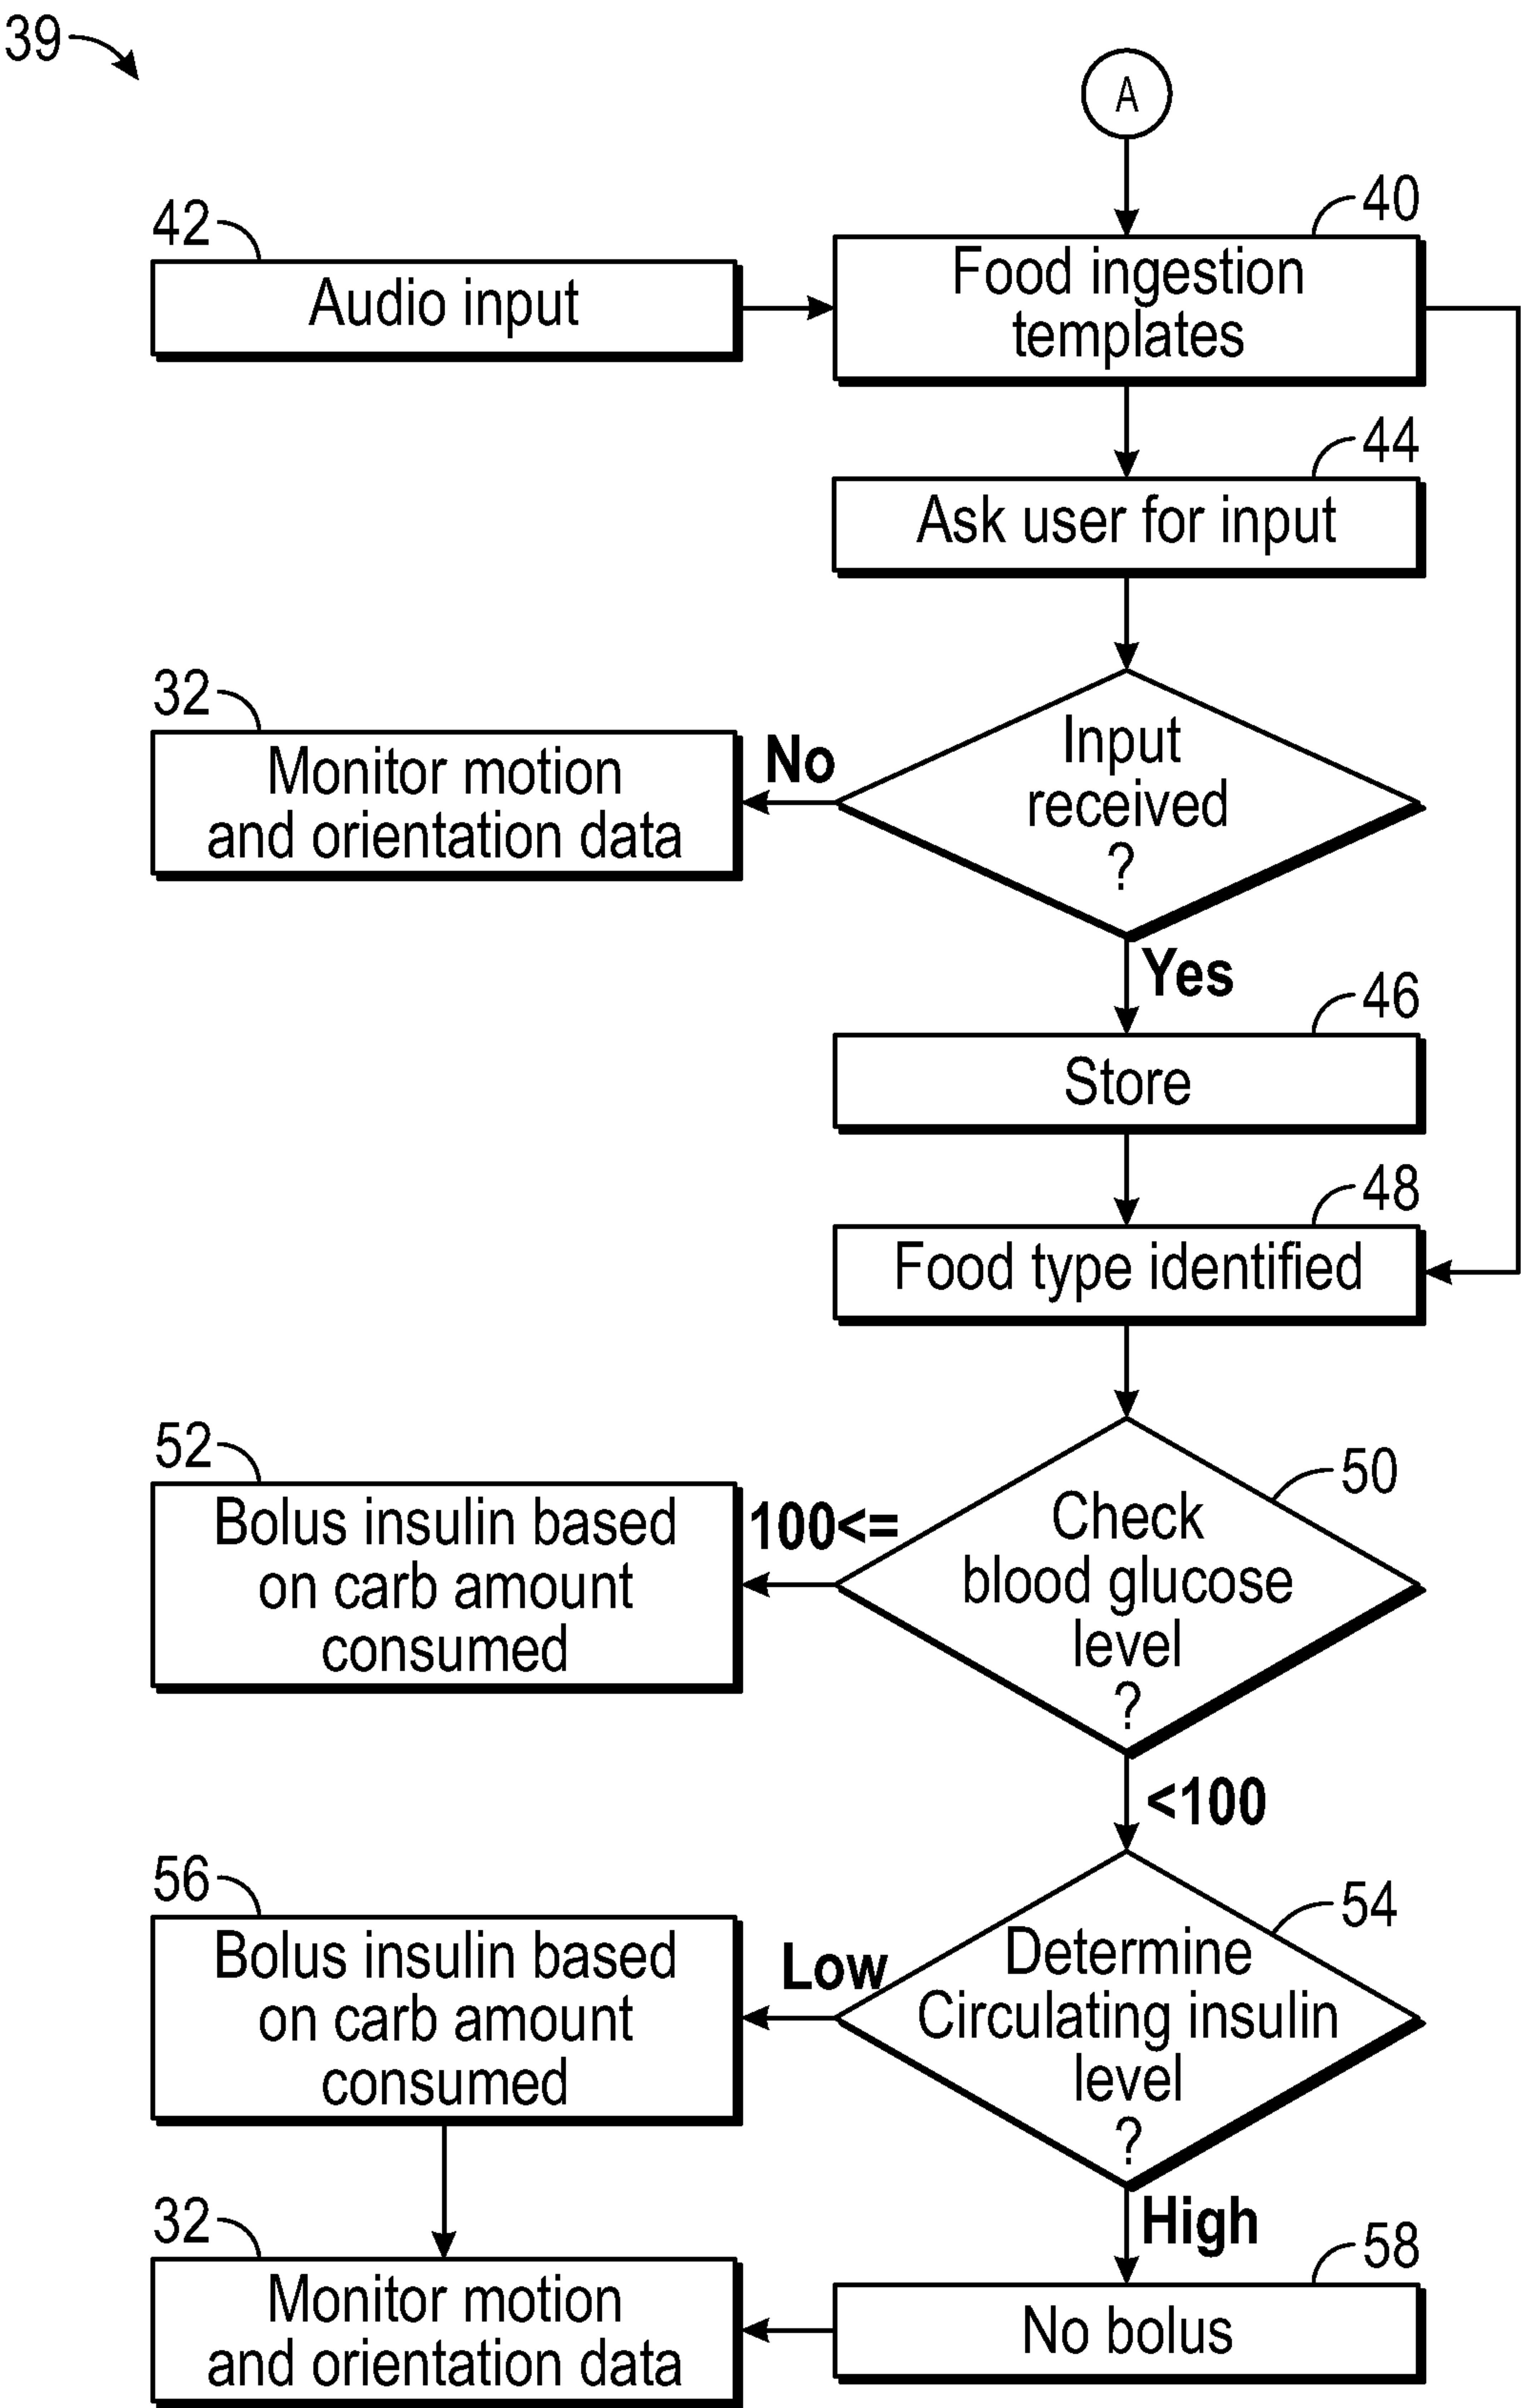 39
A
42
Audio input
40
Food ingestion
templates
44
Ask user for input
32
Monitor motion
and orientation data
No
Input
received
?
Yes
46
Store
48
Food type identified
52
Bolus insulin based
on carb amount
consumed
100<=
50
Check
blood glucose
level
?
<100
56
Bolus insulin based
on carb amount
consumed
Low
54
Determine
Circulating insulin
level
?
High
32
Monitor motion
and orientation data
58
No bolus